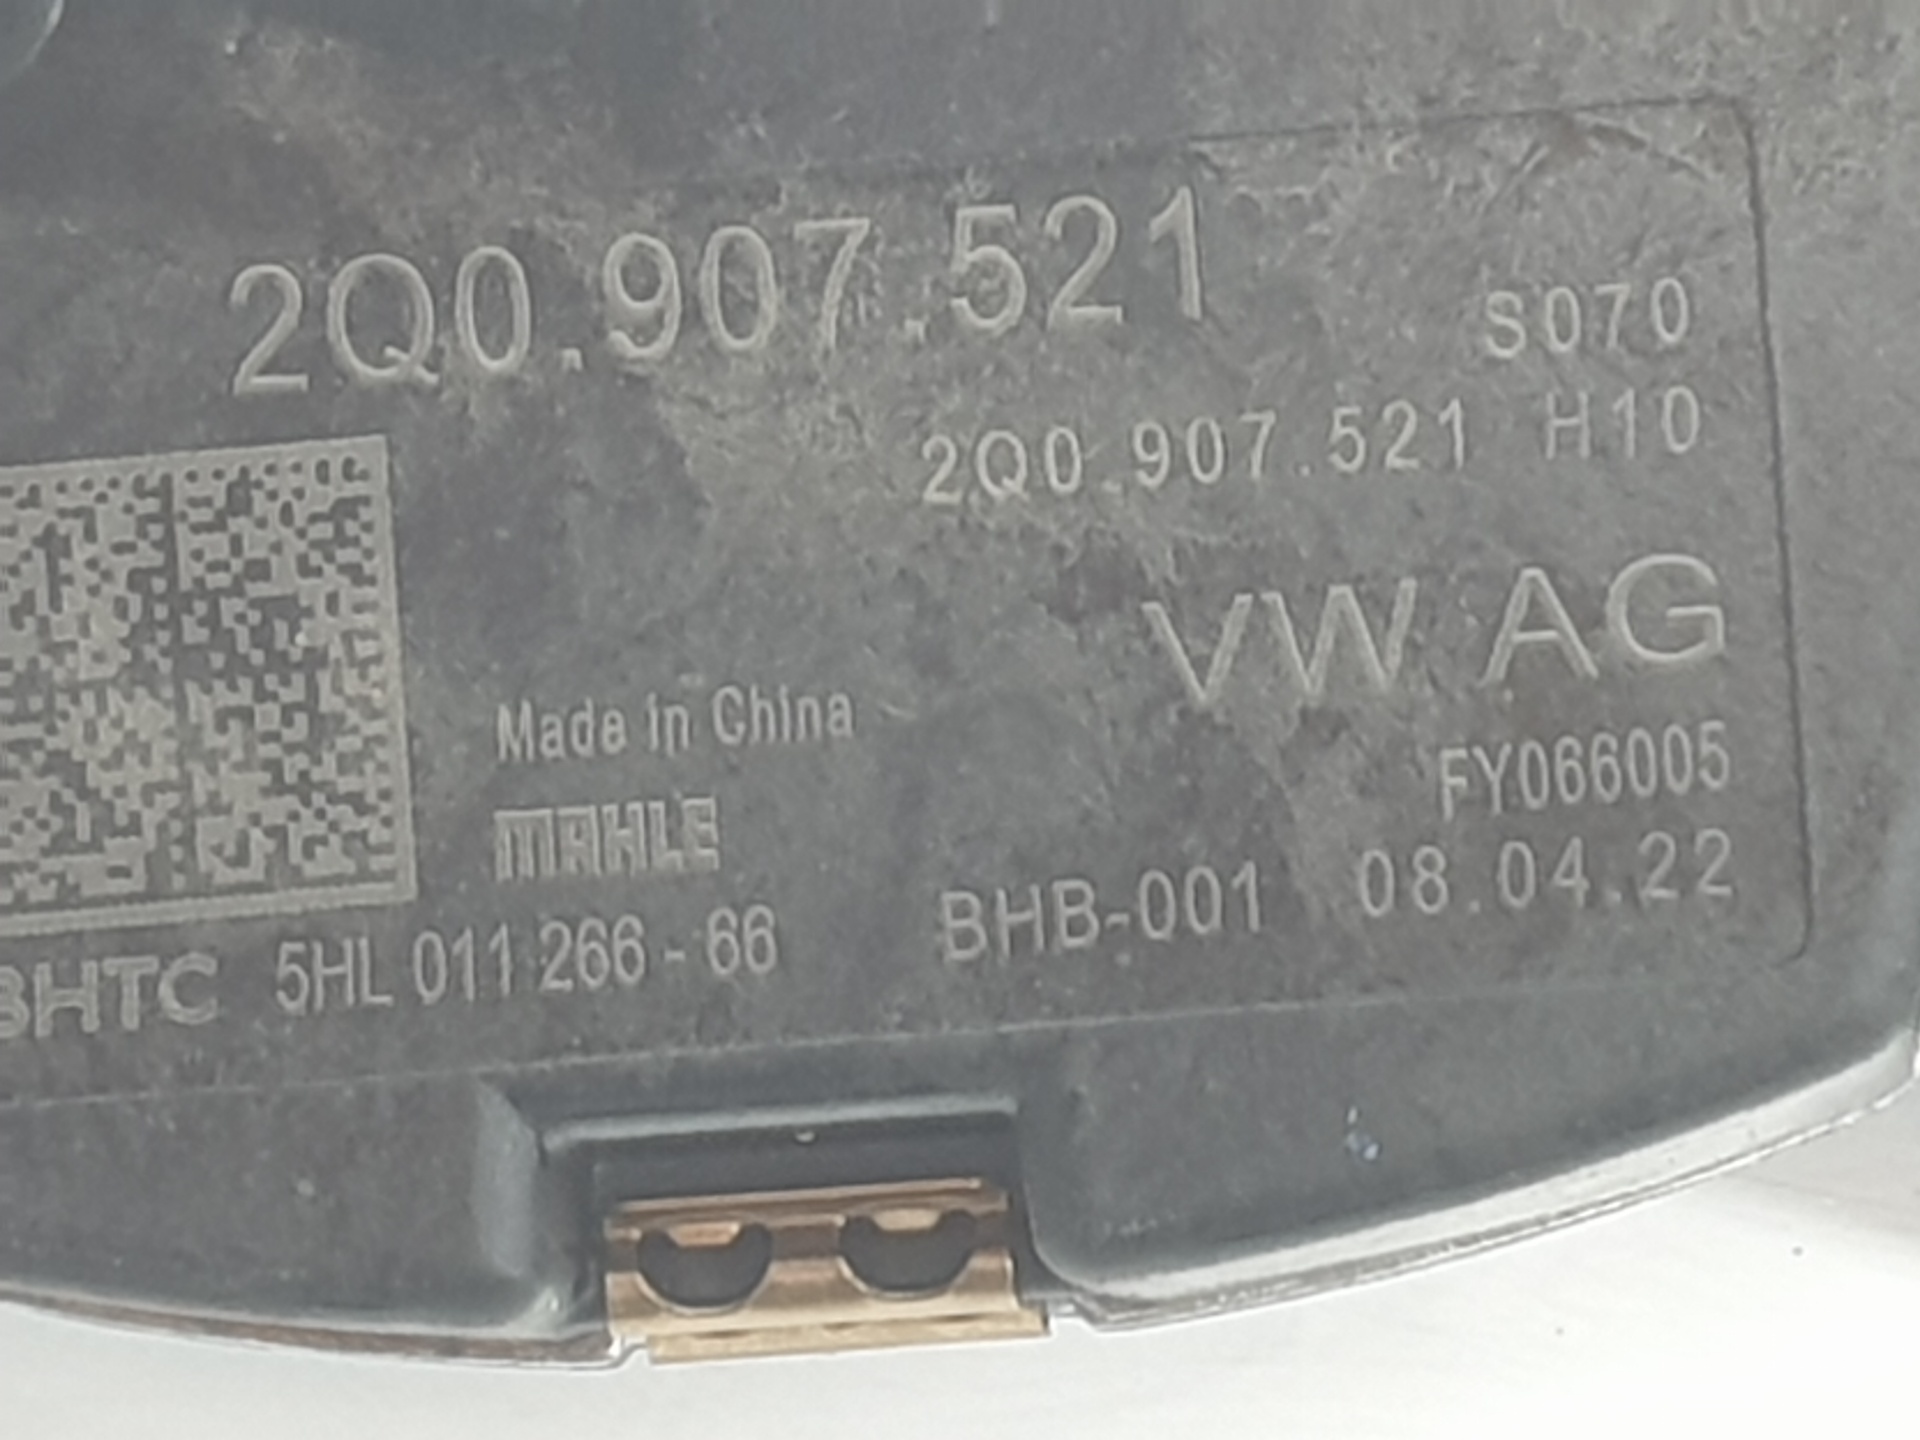 2Q0.907.521
S070
2Q0.907.521 H10
VW AG
Made in China
FY066005
MAHLE
BHB-001 08.04.22
BHTC 5HL 011 266-66